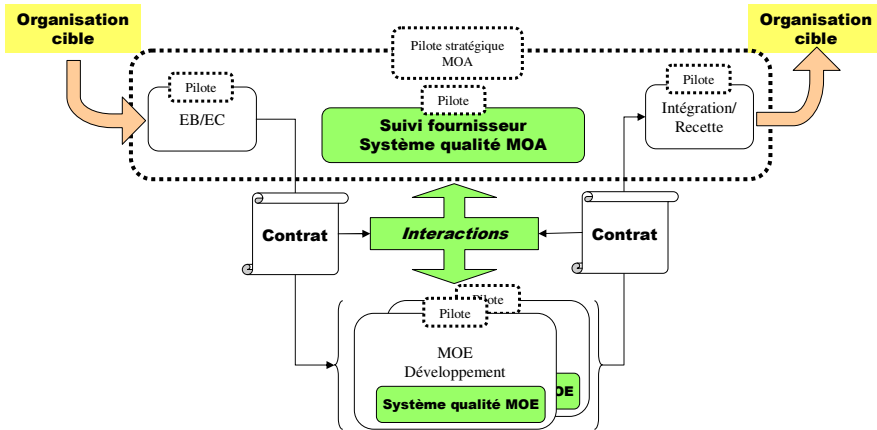 Organisation
cible
Organisation
cible
Pilote stratégique
MOA
Pilote
EB/EC
Pilote
Suivi fournisseur
Système qualité MOA
Pilote
Intégration/
Recette
Contrat
Interactions
Contrat
Pilote
Pilote
MOE
Développement
Système qualité MOE
OE